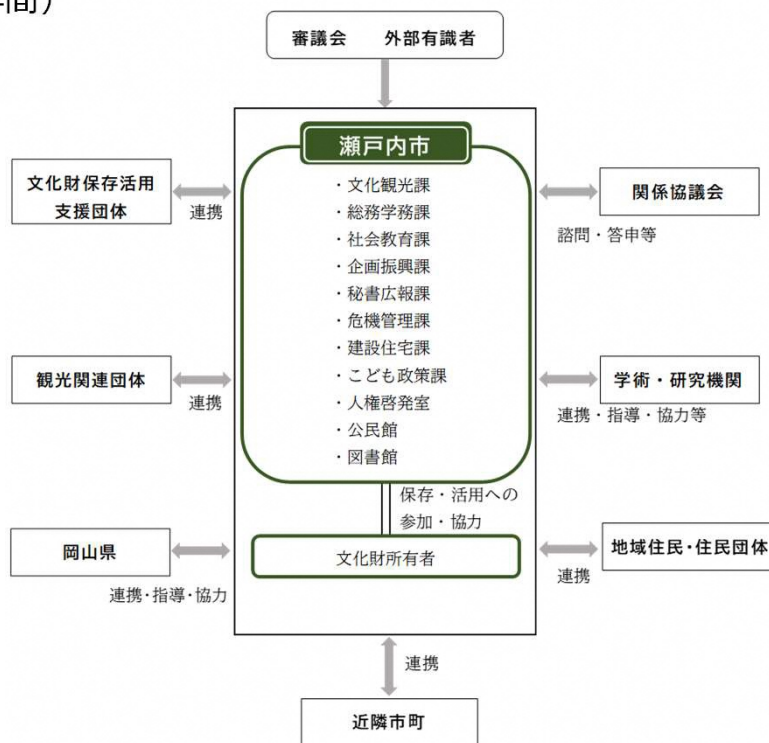 間）
審議会　外部有識者
瀬戸内市
・文化観光課
・総務学務課
・社会教育課
・企画振興課
・秘書広報課
・危機管理課
・建設住宅課
・こども政策課
・人権啓発室
・公民館
・図書館
保存・活用への
参加・協力
文化財所有者
文化財保存活用
支援団体
連携
観光関連団体
連携
岡山県
連携・指導・協力
関係協議会
諮問・答申等
学術・研究機関
連携・指導・協力等
地域住民・住民団体
連携
連携
近隣市町